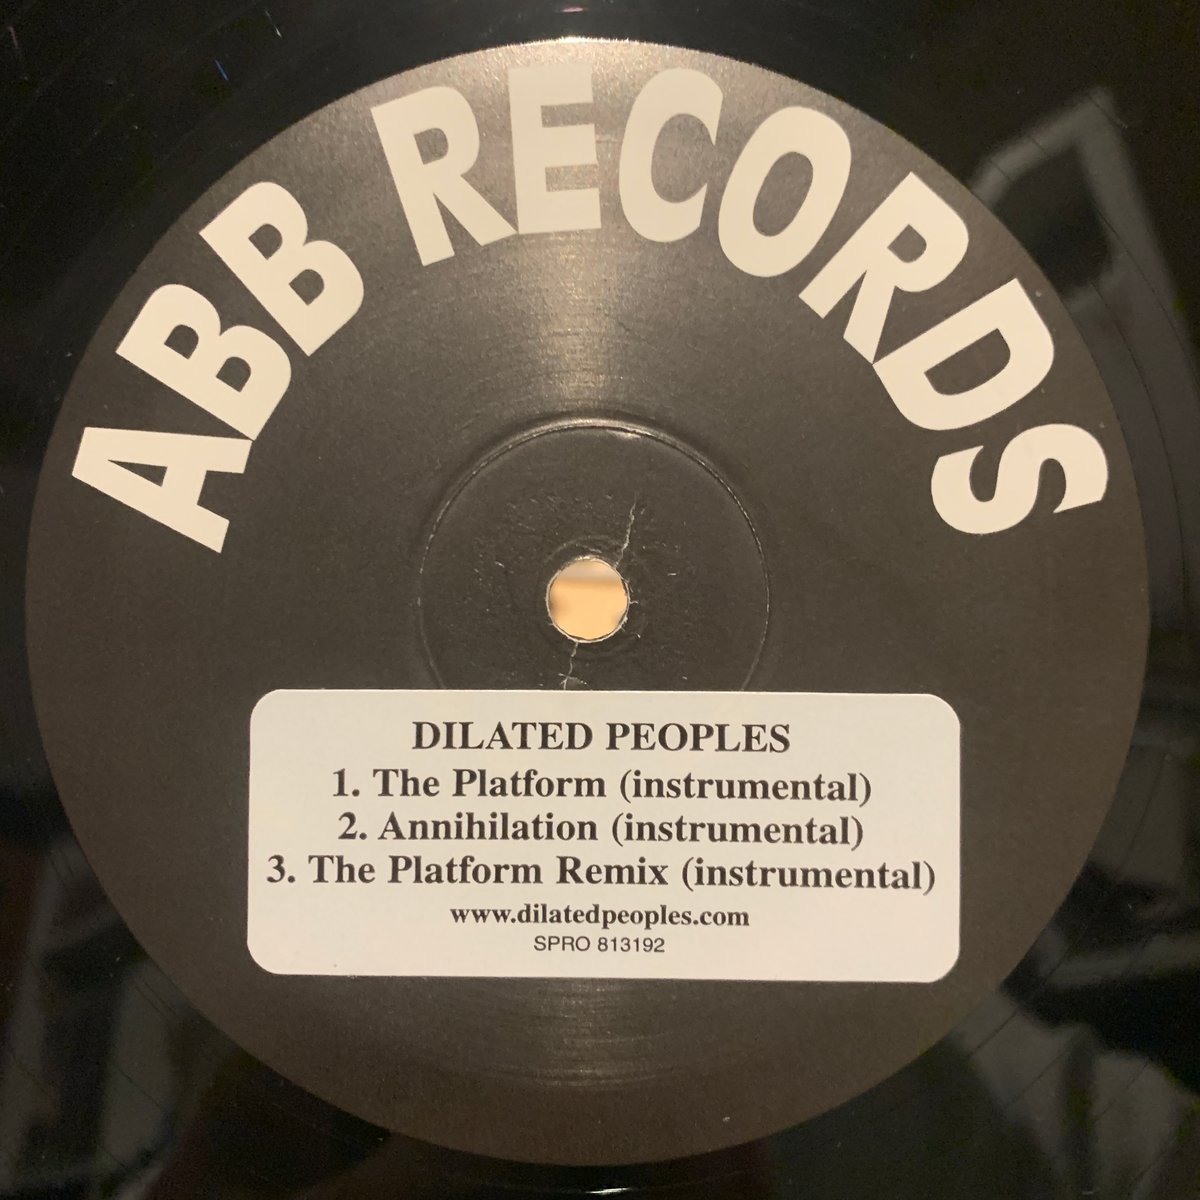 ABB RECORDS
DILATED PEOPLES
1. The Platform (instrumental)
2. Annihilation (instrumental)
3. The Platform Remix (instrumental)
www.dilatedpeoples.com
SPRO 813192